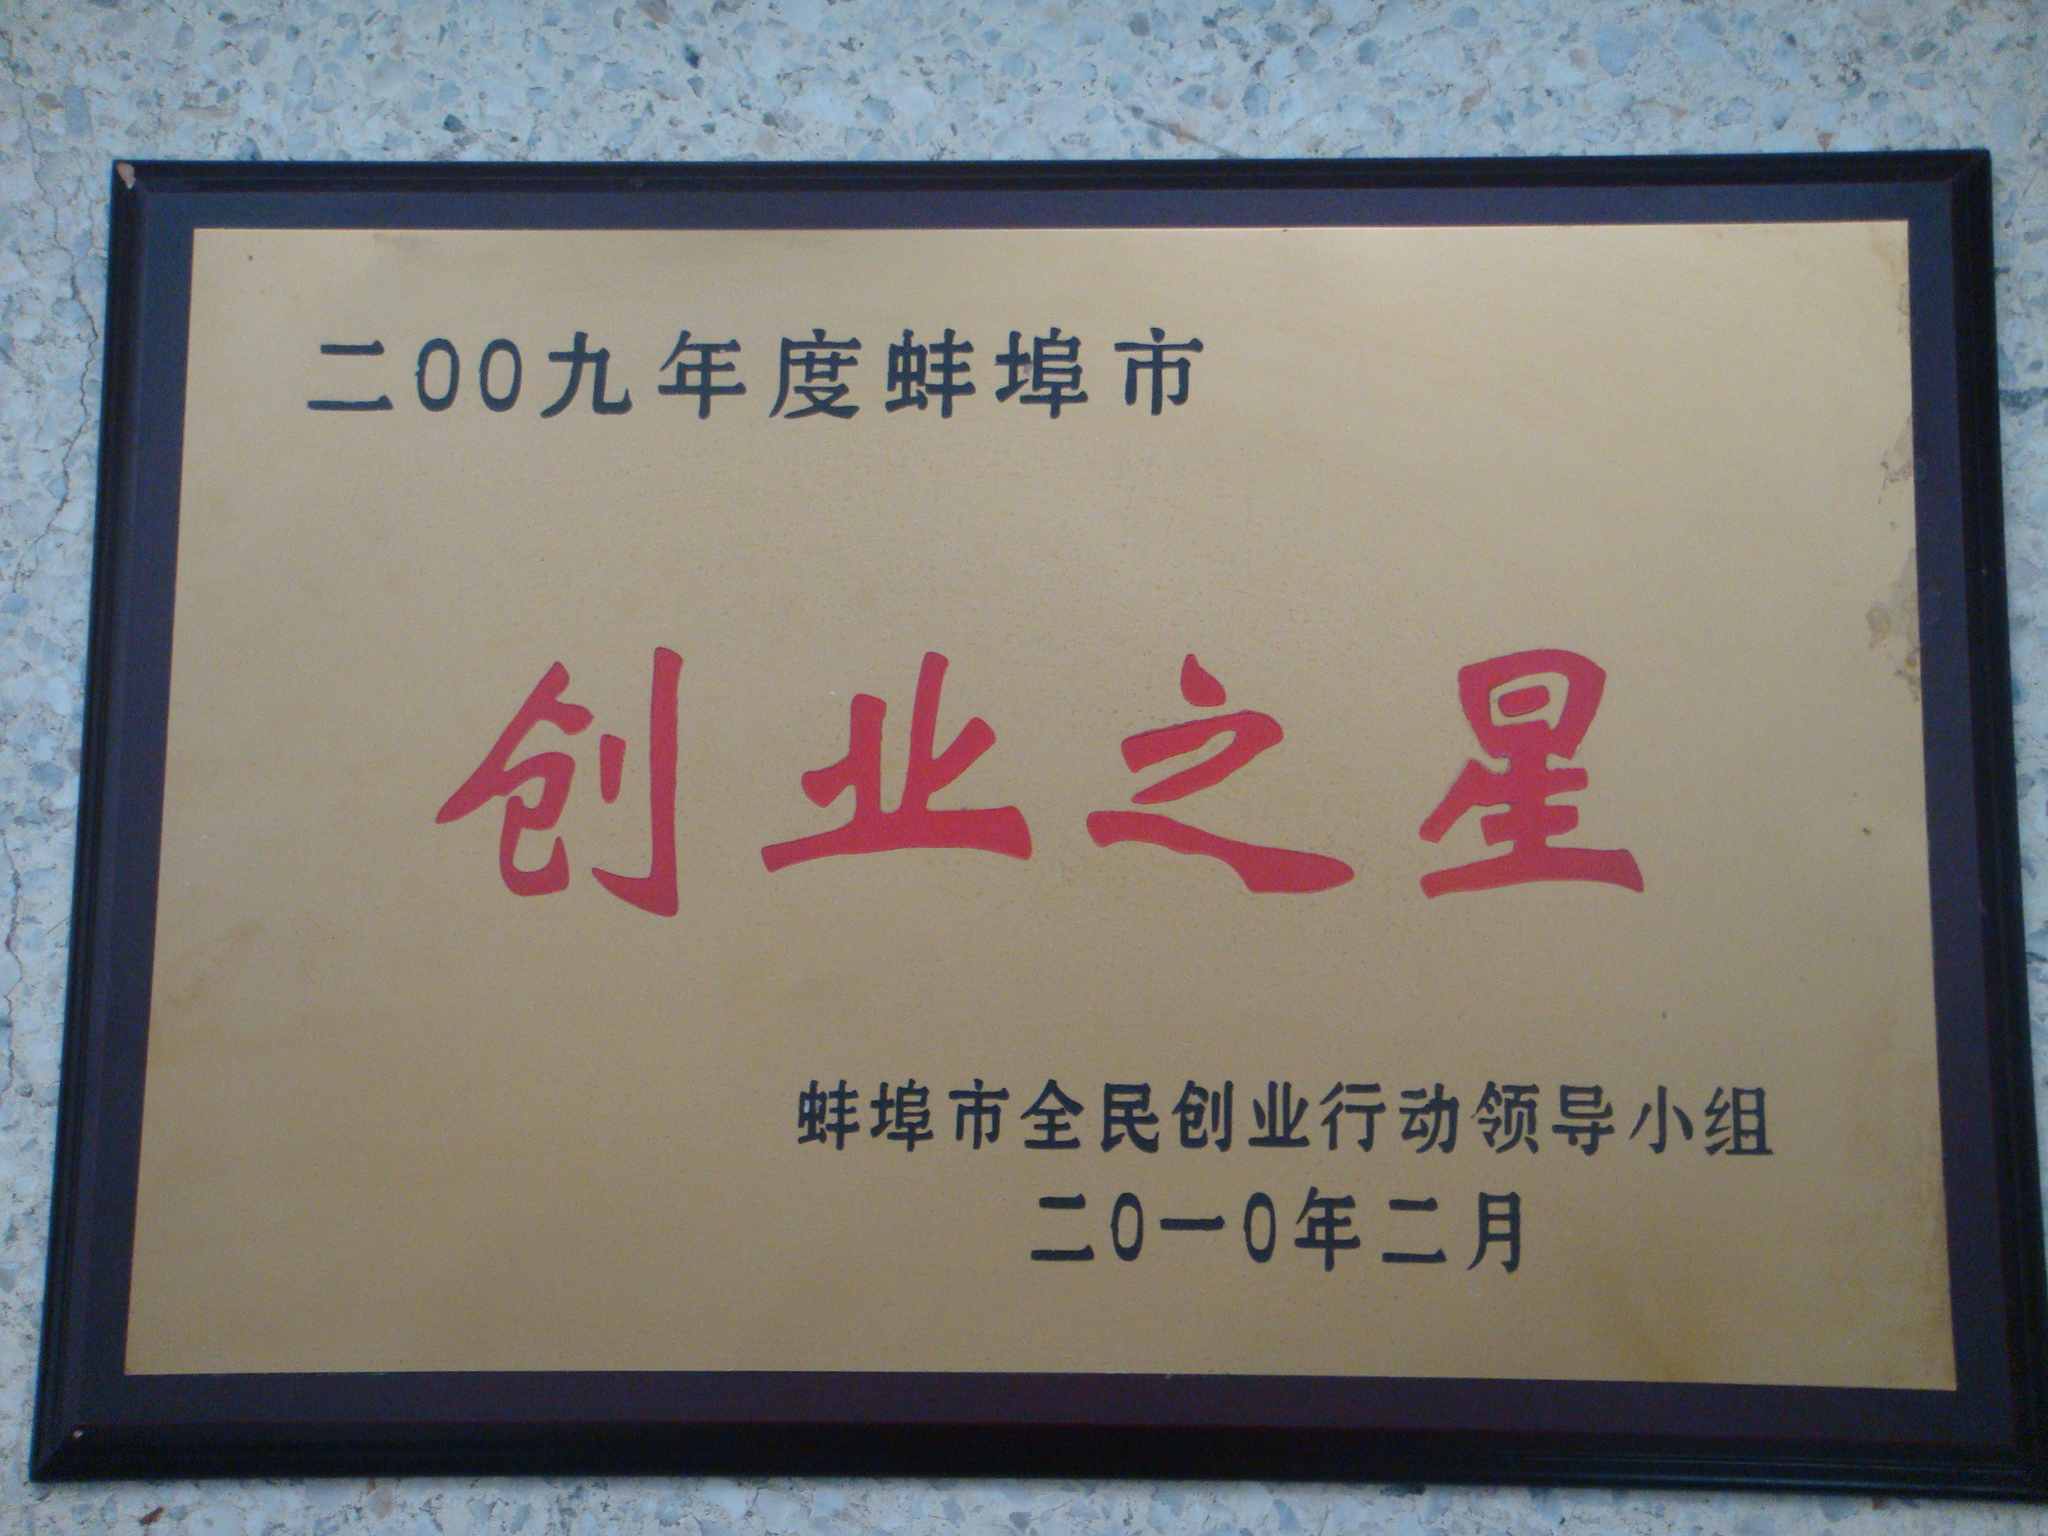 二00九年度蚌埠市
创业之星
蚌埠市全民创业行动领导小组
二0一0年二月